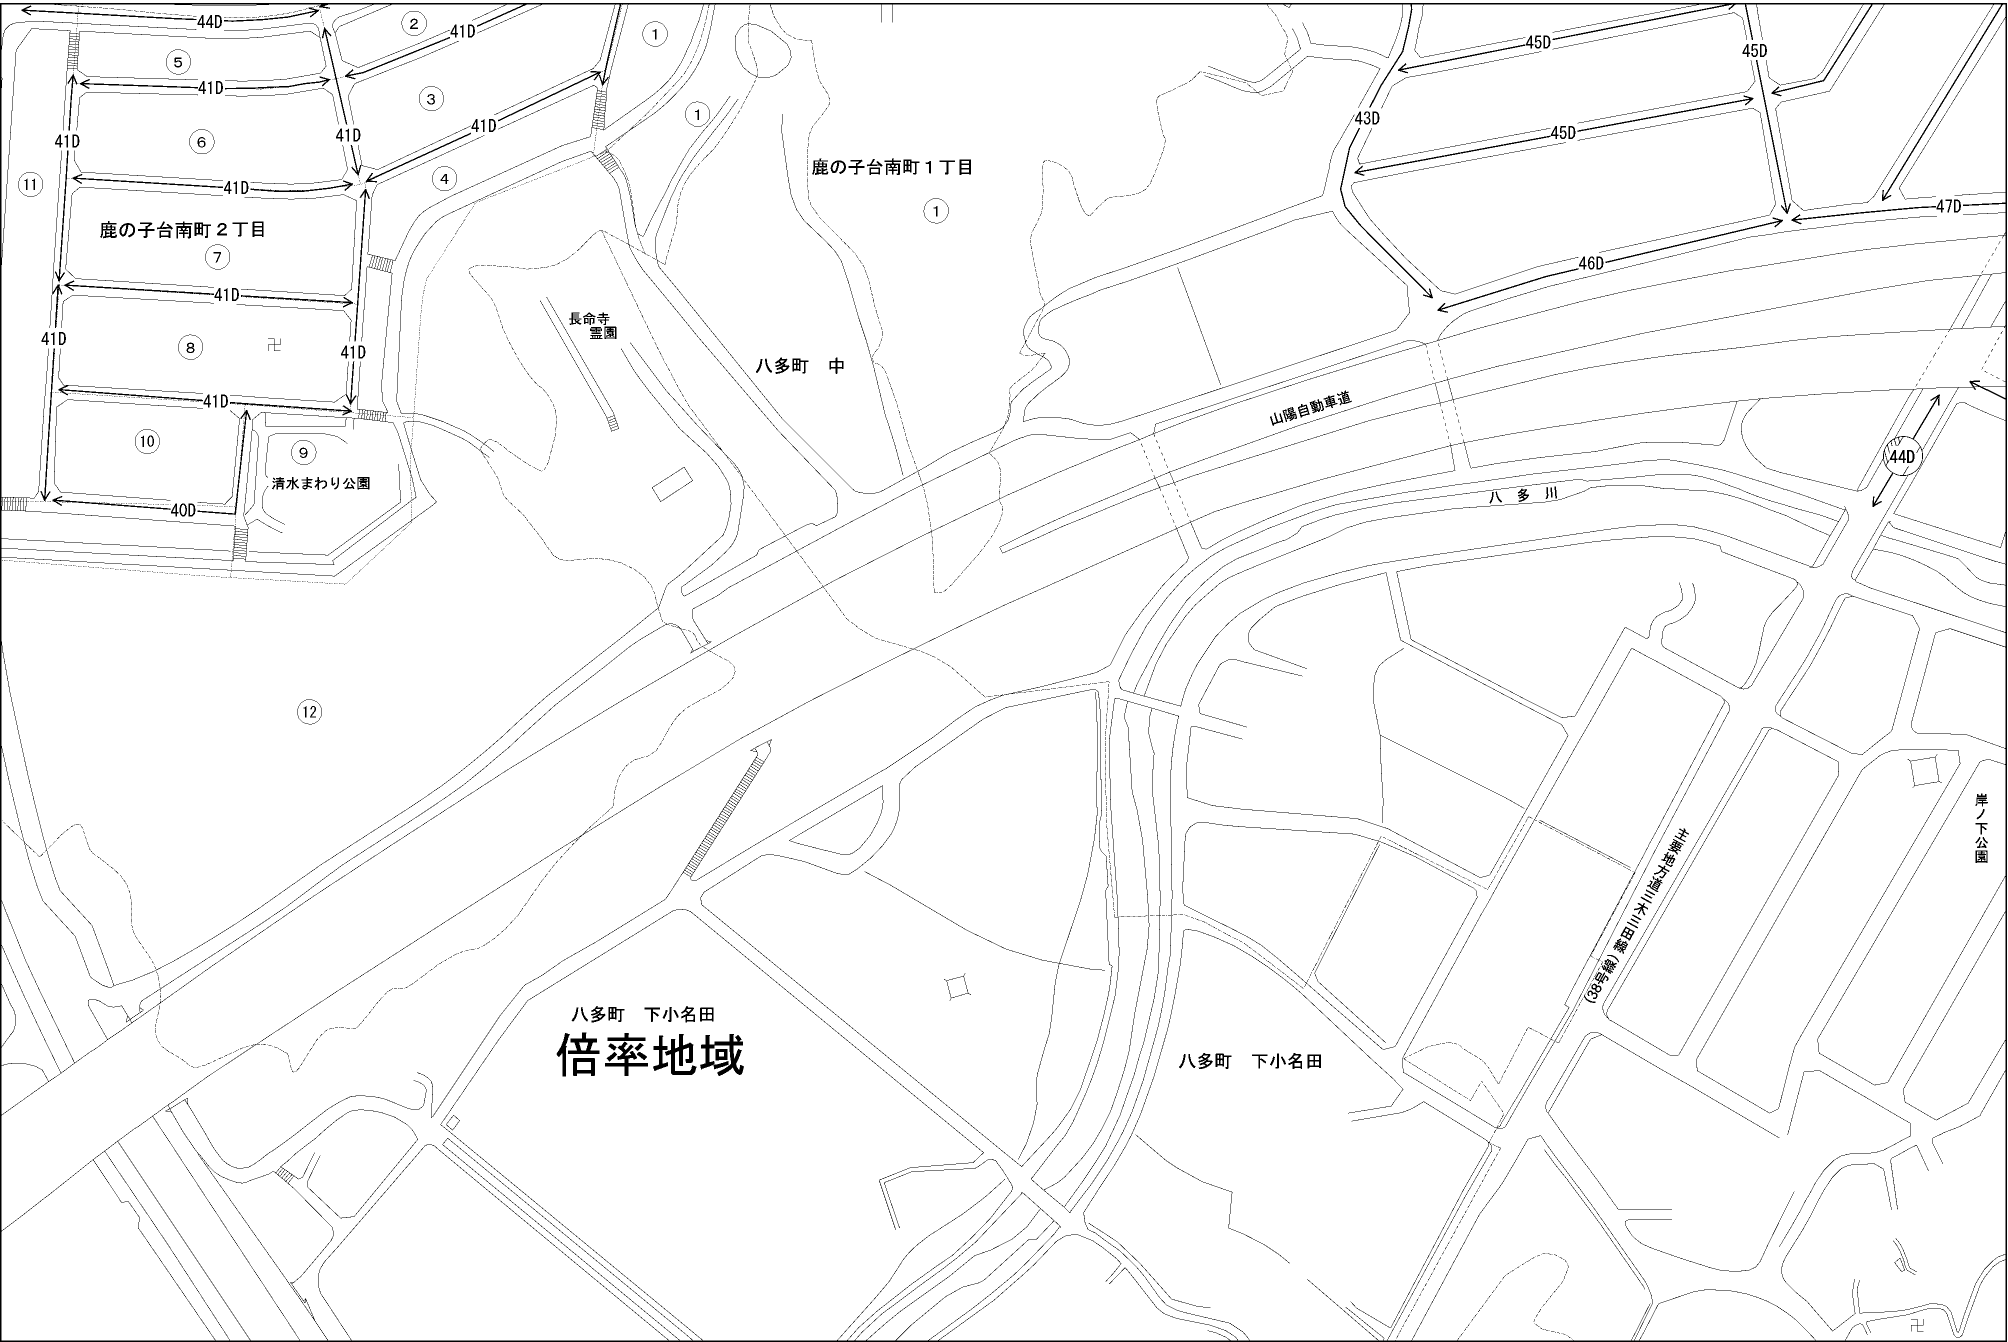 44D
②
41D
①
45D
45D
⑤
41D
③
41D
①
43D
45D
41D
⑥
41D
⑪
41D
④
鹿の子台南町1丁目
①
47D
鹿の子台南町2丁目
⑦
41D
46D
長命寺
霊園
41D
⑧
卍
41D
八多町 中
山陽自動車道
41D
⑩
⑨
清水まわり公園
40D
44D
八多川
⑫
岸ノ下公園
主要地方道三木三田線
(38号線)
八多町 下小名田
倍率地域
八多町 下小名田
卍